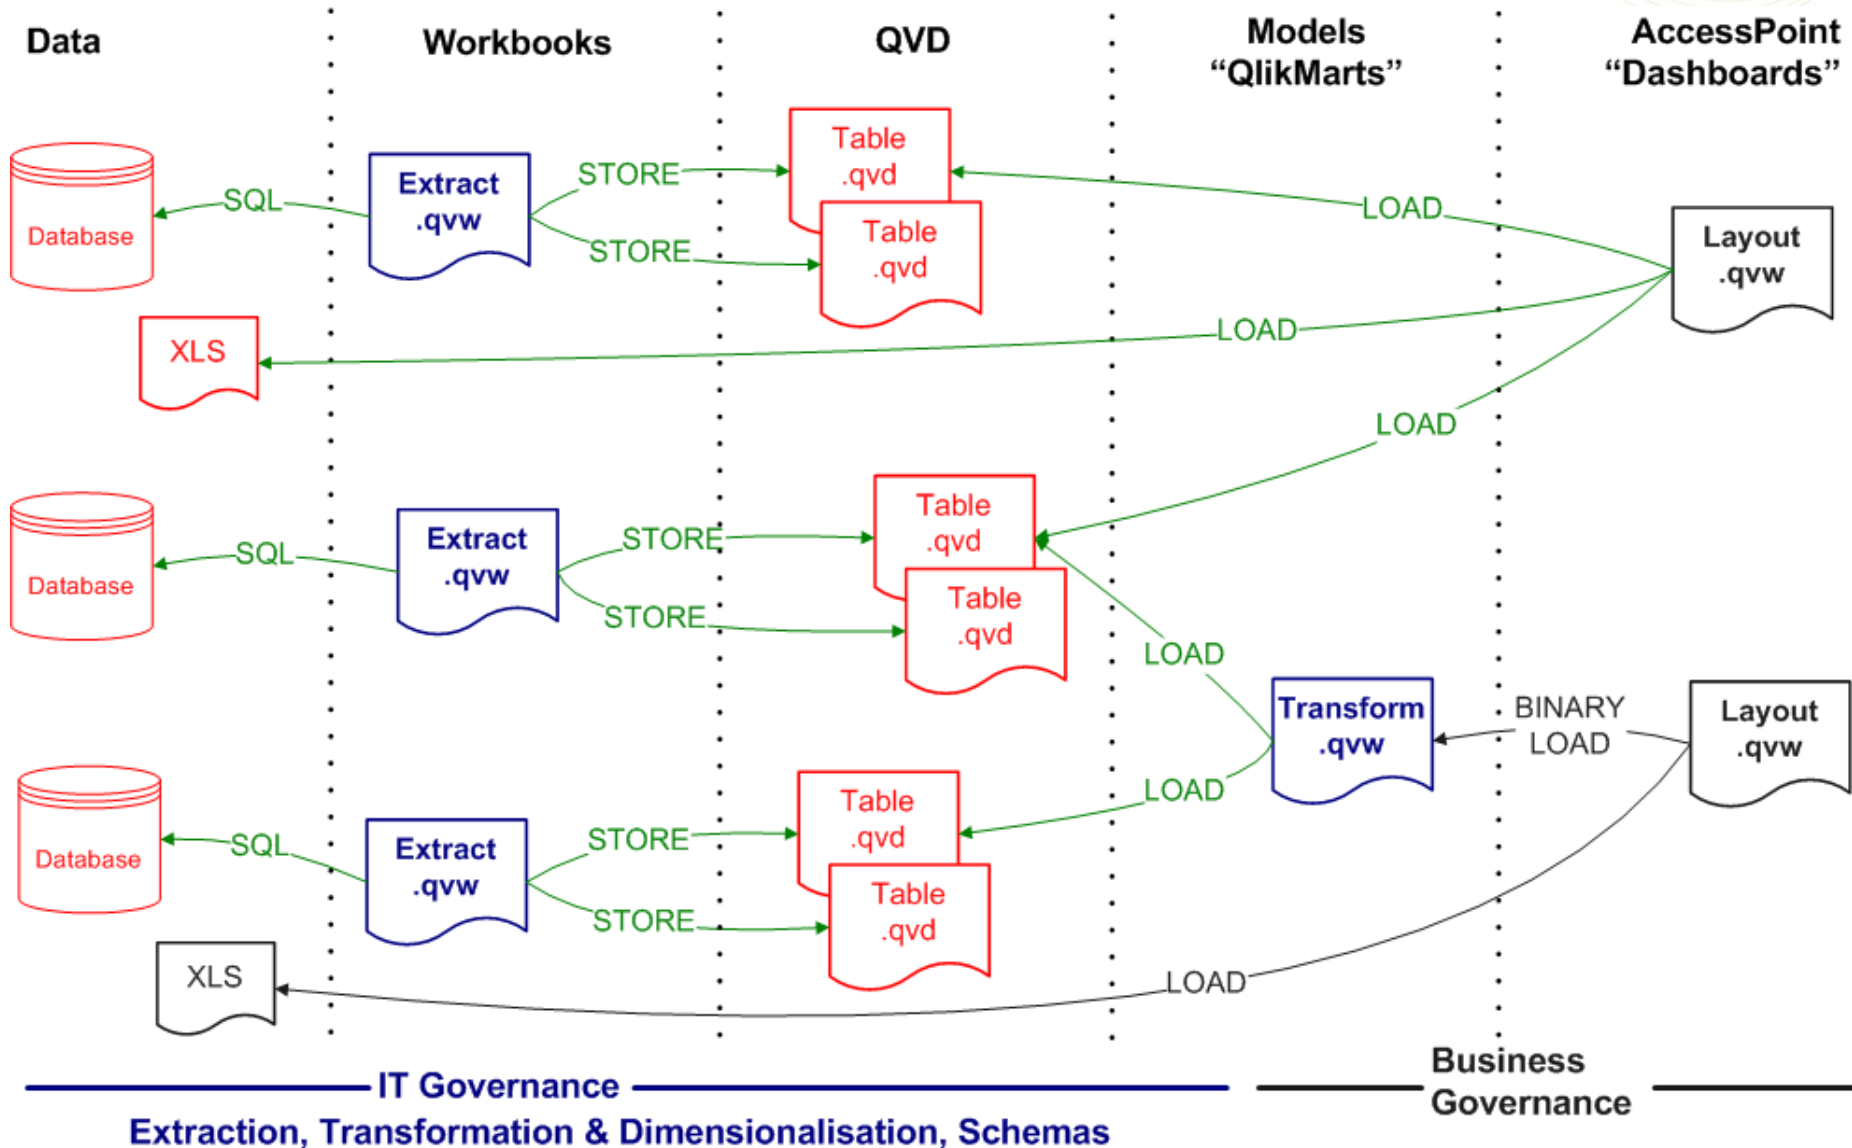 Data
Workbooks
QVD
Models
“QlikMarts”
AccessPoint
“Dashboards”
Database
SQL
Extract
.qvw
STORE
STORE
Table
.qvd
Table
.qvd
LOAD
Layout
.qvw
XLS
LOAD
LOAD
Database
SQL
Extract
.qvw
STORE
STORE
Table
.qvd
Table
.qvd
LOAD
Transform
.qvw
BINARY
LOAD
Layout
.qvw
LOAD
Database
SQL
Extract
.qvw
STORE
STORE
Table
.qvd
Table
.qvd
XLS
LOAD
IT Governance
Extraction, Transformation & Dimensionalisation, Schemas
Business
Governance